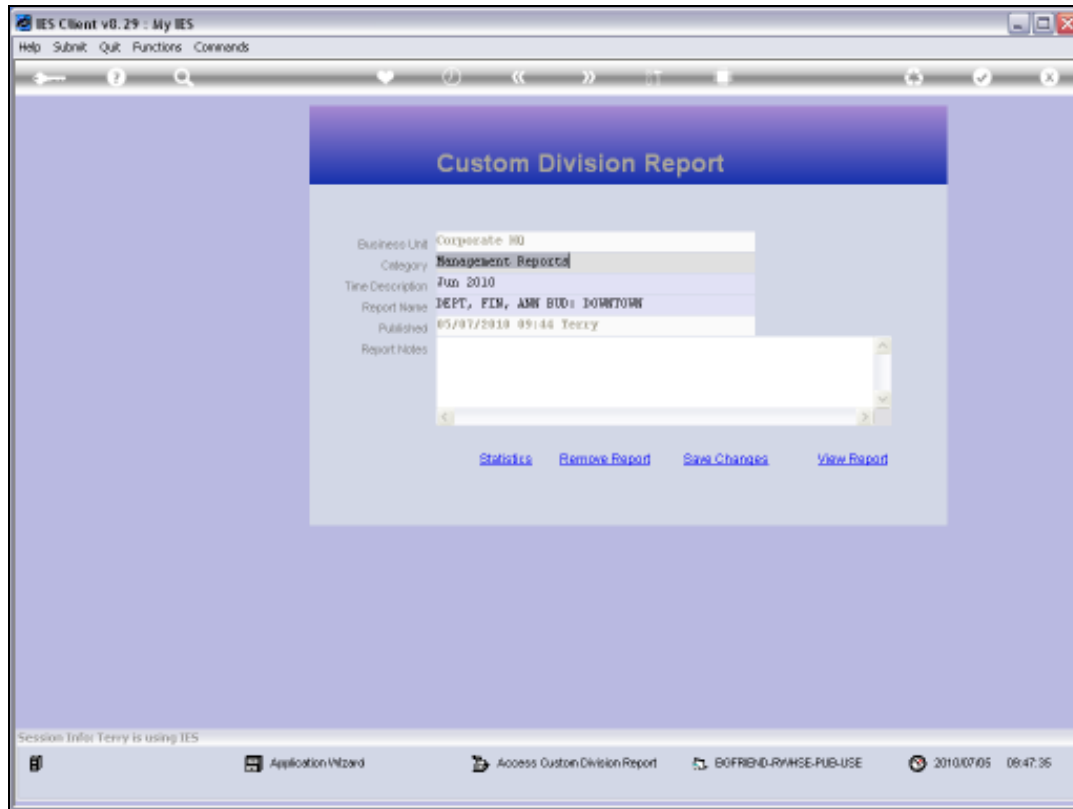 IES Client v8.29 : My IES
Help Submit Quit Functions Commands
Custom Division Report
Business Unit Corporate HQ
Category Management Reports
Time Description Jun 2010
Report Name DEPT, FIN, ANN BUD: DOWNTOWN
Published 05/07/2010 09:44 Terry
Report Notes
Statistics Remove Report Save Changes View Report
Session Info: Terry is using IES
Application Wizard Access Custom Division Report BOFRIEND-RWHSE-PUB-USE 2010/07/05 09:47:35